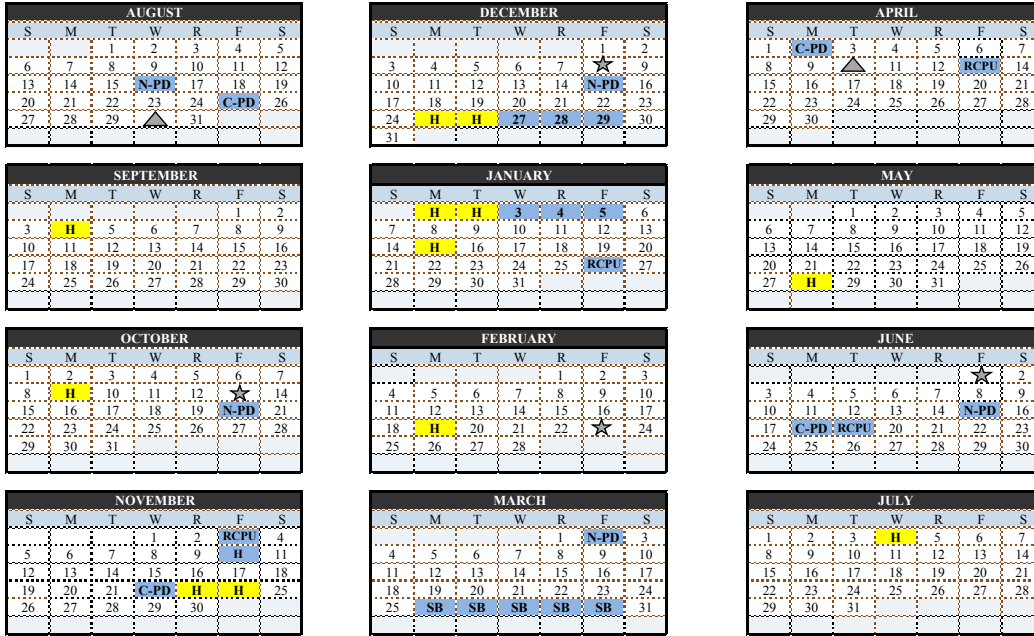 AUGUST
S M T W R F S
1 2 3 4 5
6 7 8 9 10 11 12
13 14 15 N-PD 17 18 19
20 21 22 23 24 C-PD 26
27 28 29 31
SEPTEMBER
S M T W R F S
1 2
3 H 5 6 7 8 9
10 11 12 13 14 15 16
17 18 19 20 21 22 23
24 25 26 27 28 29 30
OCTOBER
S M T W R F S
1 2 3 4 5 6 7
8 H 10 11 12 14
15 16 17 18 19 N-PD 21
22 23 24 25 26 27 28
29 30 31
NOVEMBER
S M T W R F S
1 2 RCPU 4
5 6 7 8 9 H 11
12 13 14 15 16 17 18
19 20 21 C-PD H H 25
26 27 28 29 30
DECEMBER
S M T W R F S
1 2
3 4 5 6 7 9
10 11 12 13 14 N-PD 16
17 18 19 20 21 22 23
24 H H 27 28 29 30
31
JANUARY
S M T W R F S
H H 3 4 5 6
7 8 9 10 11 12 13
14 H 16 17 18 19 20
21 22 23 24 25 RCPU 27
28 29 30 31
FEBRUARY
S M T W R F S
1 2 3
4 5 6 7 8 9 10
11 12 13 14 15 16 17
18 H 20 21 22 24
25 26 27 28
MARCH
S M T W R F S
1 N-PD 3
4 5 6 7 8 9 10
11 12 13 14 15 16 17
18 19 20 21 22 23 24
25 SB SB SB SB SB 31
APRIL
S M T W R F S
1 C-PD 3 4 5 6 7
8 9 11 12 RCPU 14
15 16 17 18 19 20 21
22 23 24 25 26 27 28
29 30
MAY
S M T W R F S
1 2 3 4 5
6 7 8 9 10 11 12
13 14 15 16 17 18 19
20 21 22 23 24 25 26
27 H 29 30 31
JUNE
S M T W R F S
2
3 4 5 6 7 8 9
10 11 12 13 14 N-PD 16
17 C-PD RCPU 20 21 22 23
24 25 26 27 28 29 30
JULY
S M T W R F S
1 2 3 H 5 6 7
8 9 10 11 12 13 14
15 16 17 18 19 20 21
22 23 24 25 26 27 28
29 30 31